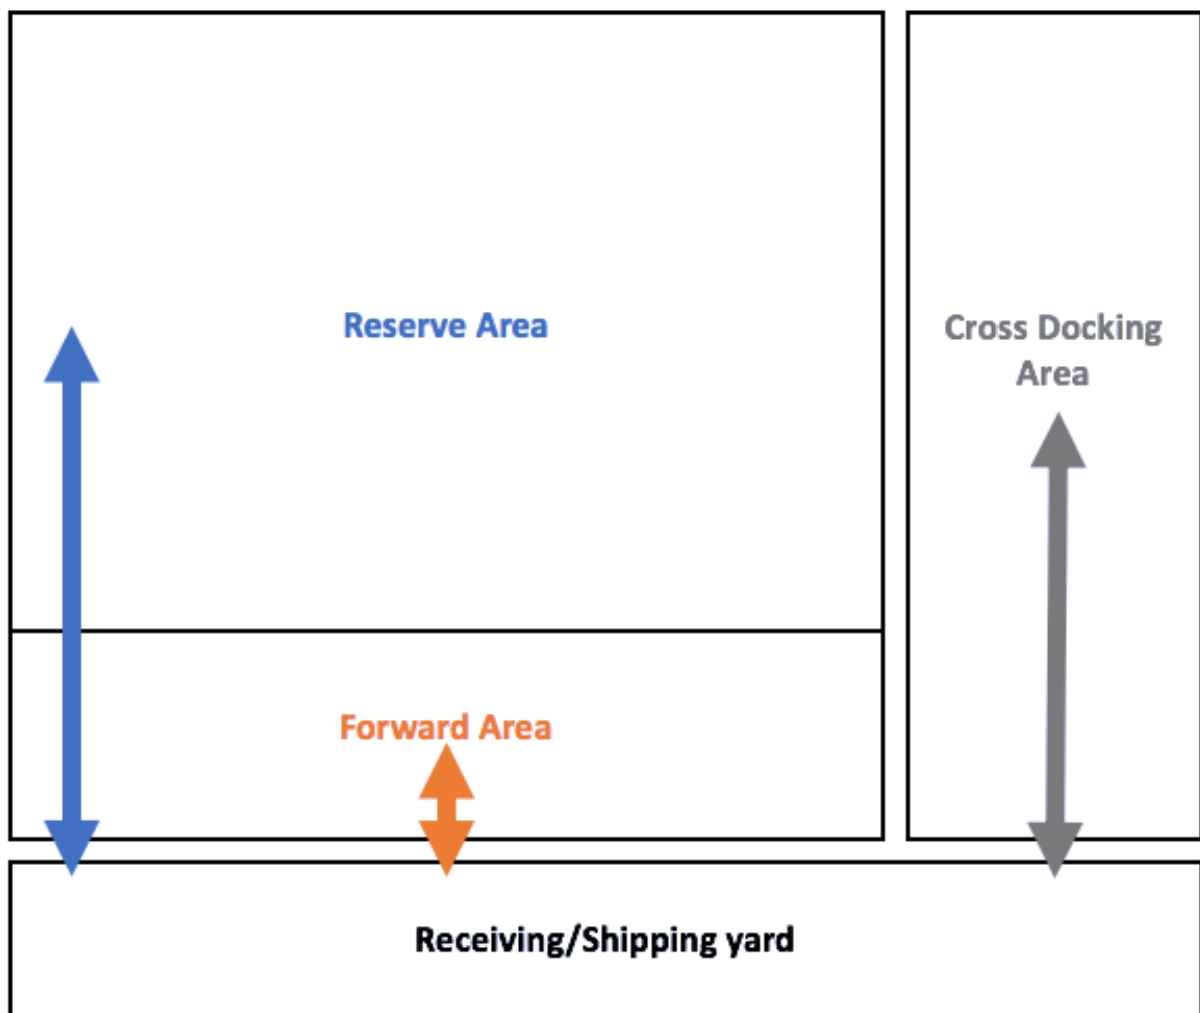 Reserve Area
Cross Docking
Area
Forward Area
Receiving/Shipping yard